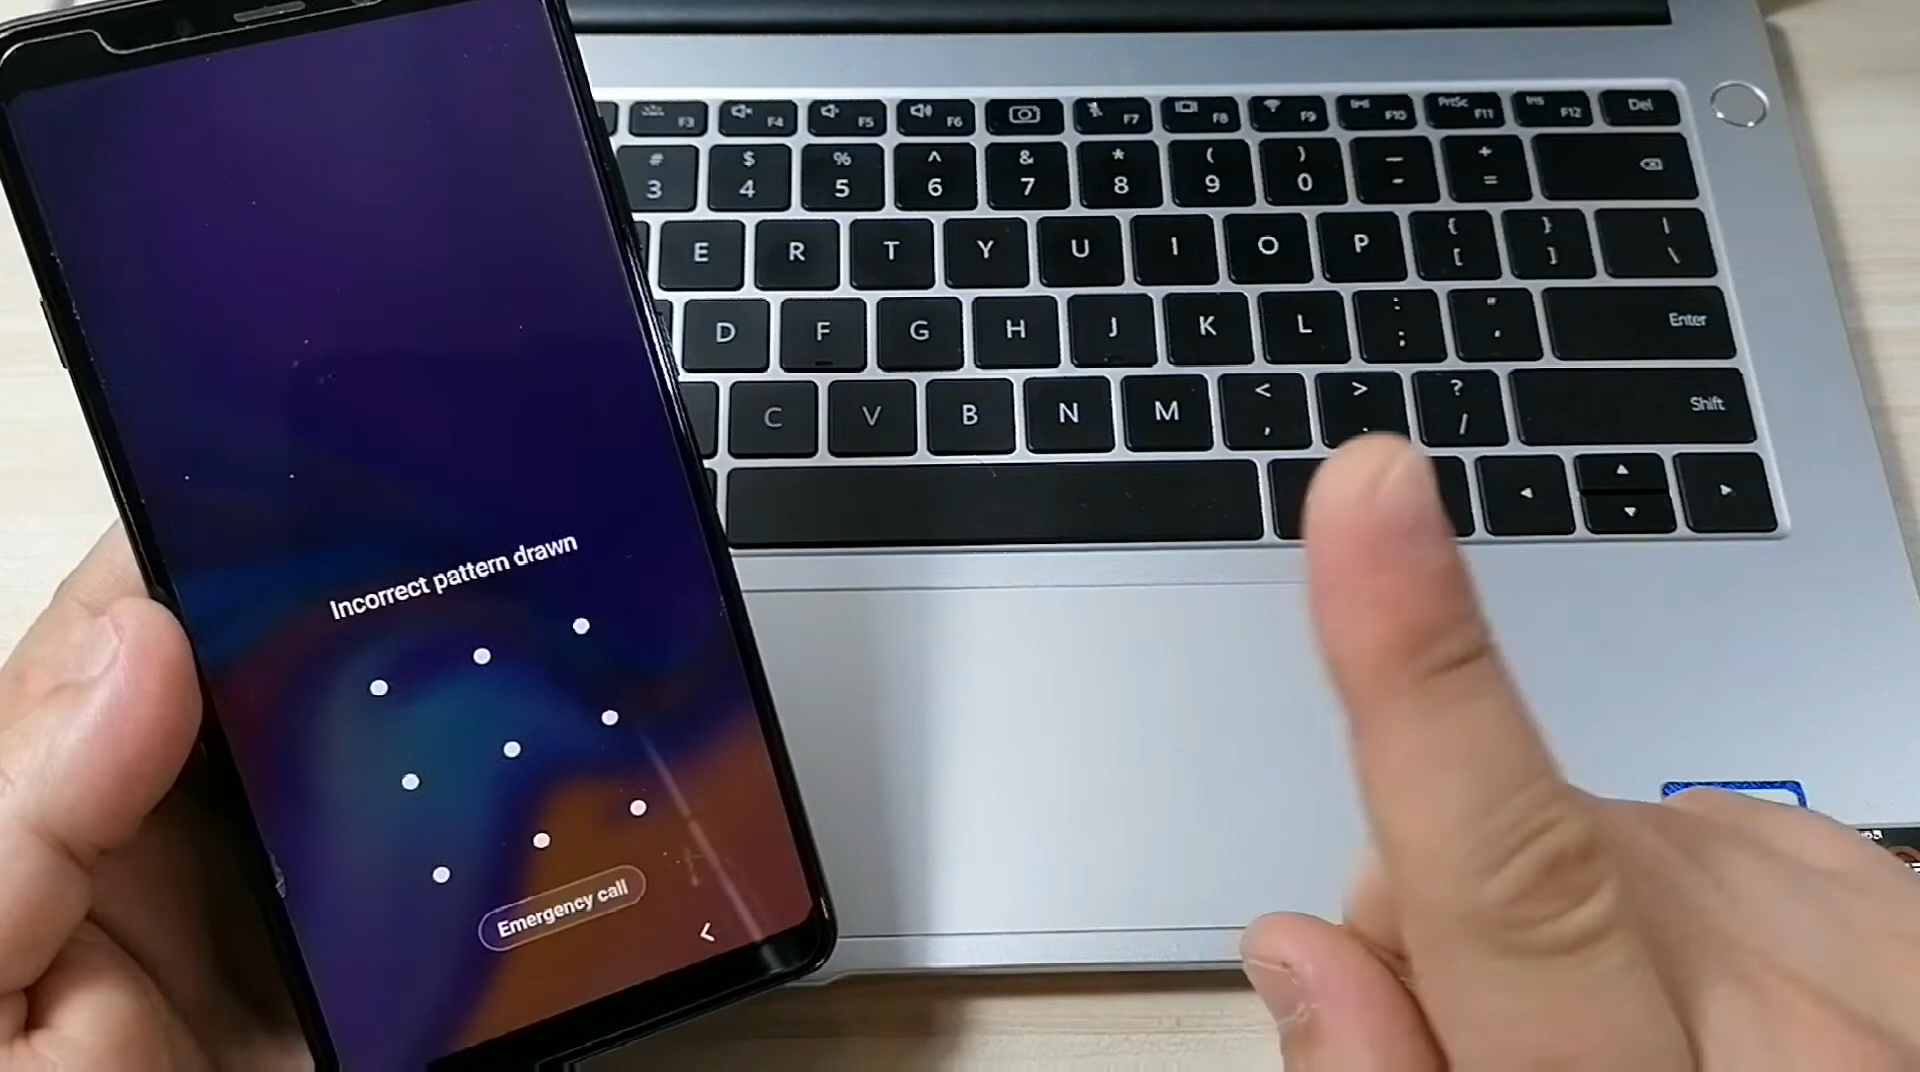 Incorrect pattern drawn
Emergency call
F3 F4 F5 F6 F7 F8 F9 F10 PrtSc F11 Ins F12 Del
# 3 $ 4 % 5 ^ 6 & 7 * 8 ( 9 ) 0 _ - + =
E R T Y U I O P { [ } ] | \
D F G H J K L : ; " ' Enter
C V B N M < , > . ? / Shift